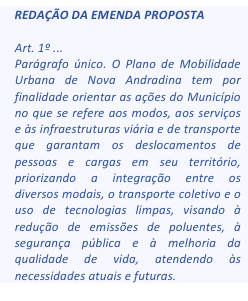 REDAÇÃO DA EMENDA PROPOSTA
Art. 1º ...
Parágrafo único. O Plano de Mobilidade
Urbana de Nova Andradina tem por
finalidade orientar as ações do Município
no que se refere aos modos, aos serviços
e às infraestruturas viária e de transporte
que garantam os deslocamentos de
pessoas e cargas em seu território,
priorizando a integração entre os
diversos modais, o transporte coletivo e o
uso de tecnologias limpas, visando à
redução de emissões de poluentes, à
segurança pública e à melhoria da
qualidade de vida, atendendo às
necessidades atuais e futuras.